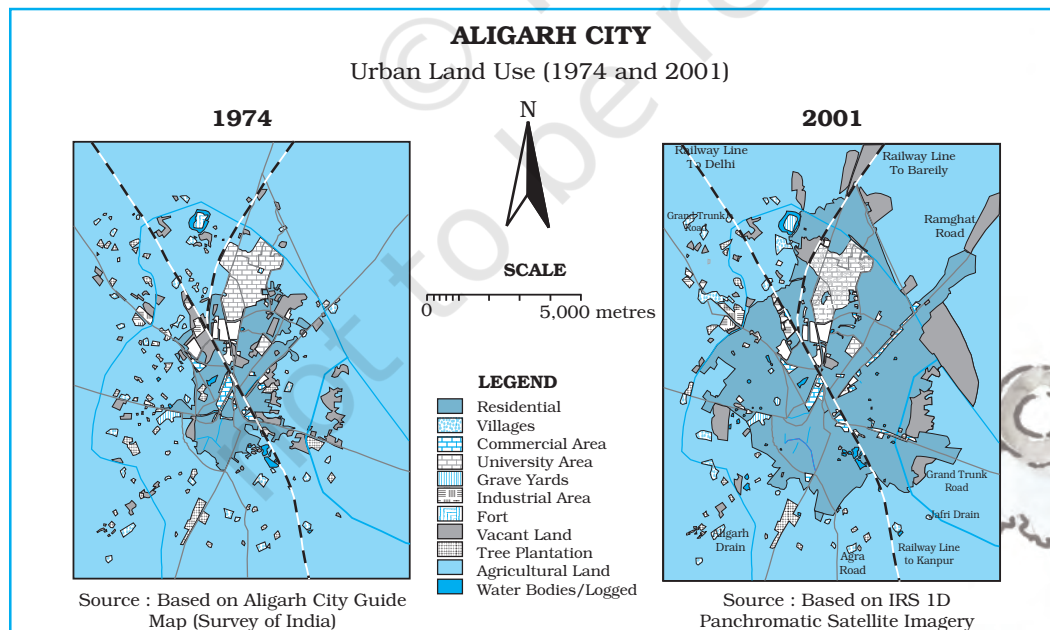 ALIGARH CITY
Urban Land Use (1974 and 2001)
1974
N
SCALE
0 5,000 metres
LEGEND
Residential
Villages
Commercial Area
University Area
Grave Yards
Industrial Area
Fort
Vacant Land
Tree Plantation
Agricultural Land
Water Bodies/Logged
Source : Based on Aligarh City Guide
Map (Survey of India)
2001
Railway Line
To Delhi
Railway Line
To Bareily
Grand Trunk
Road
Ramghat
Road
Grand Trunk
Road
Jafri Drain
Aligarh
Drain
Agra
Road
Railway Line
to Kanpur
Source : Based on IRS 1D
Panchromatic Satellite Imagery
©
not to be re